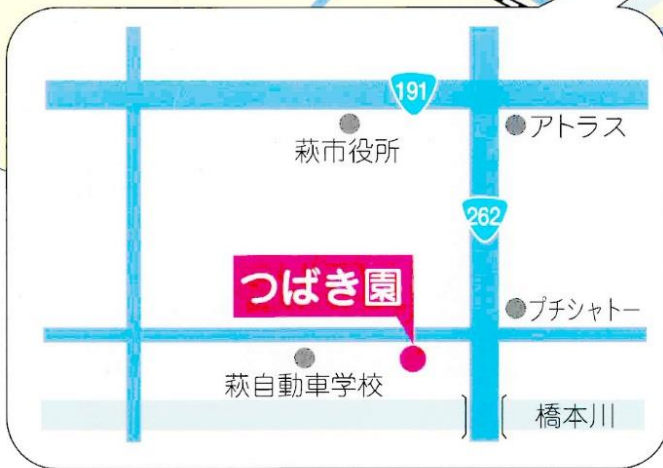 191
アトラス
萩市役所
262
つばき園
プチシャトー
萩自動車学校
橋本川